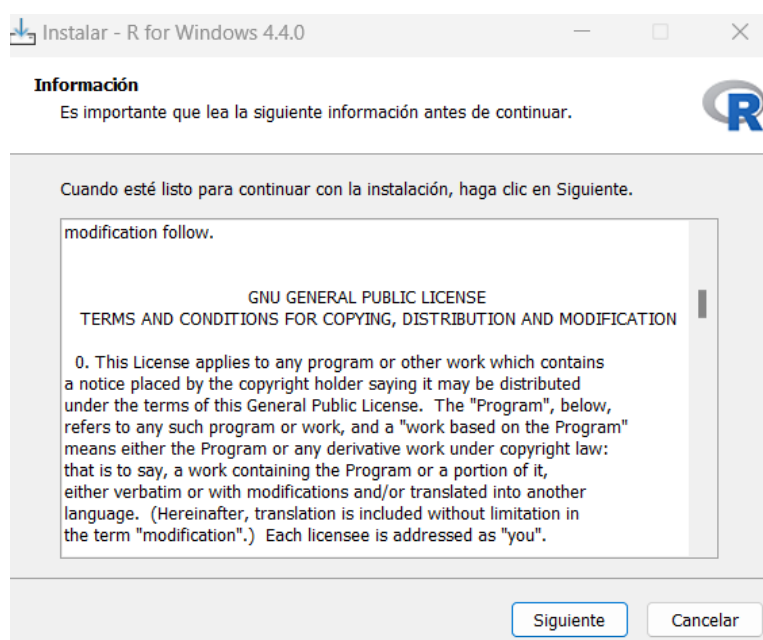 Instalar - R for Windows 4.4.0
Información
Es importante que lea la siguiente información antes de continuar.
R
Cuando esté listo para continuar con la instalación, haga clic en Siguiente.
modification follow.
GNU GENERAL PUBLIC LICENSE
TERMS AND CONDITIONS FOR COPYING, DISTRIBUTION AND MODIFICATION
0. This License applies to any program or other work which contains
a notice placed by the copyright holder saying it may be distributed
under the terms of this General Public License.  The "Program", below,
refers to any such program or work, and a "work based on the Program"
means either the Program or any derivative work under copyright law:
that is to say, a work containing the Program or a portion of it,
either verbatim or with modifications and/or translated into another
language.  (Hereinafter, translation is included without limitation in
the term "modification".)  Each licensee is addressed as "you".
Siguiente
Cancelar